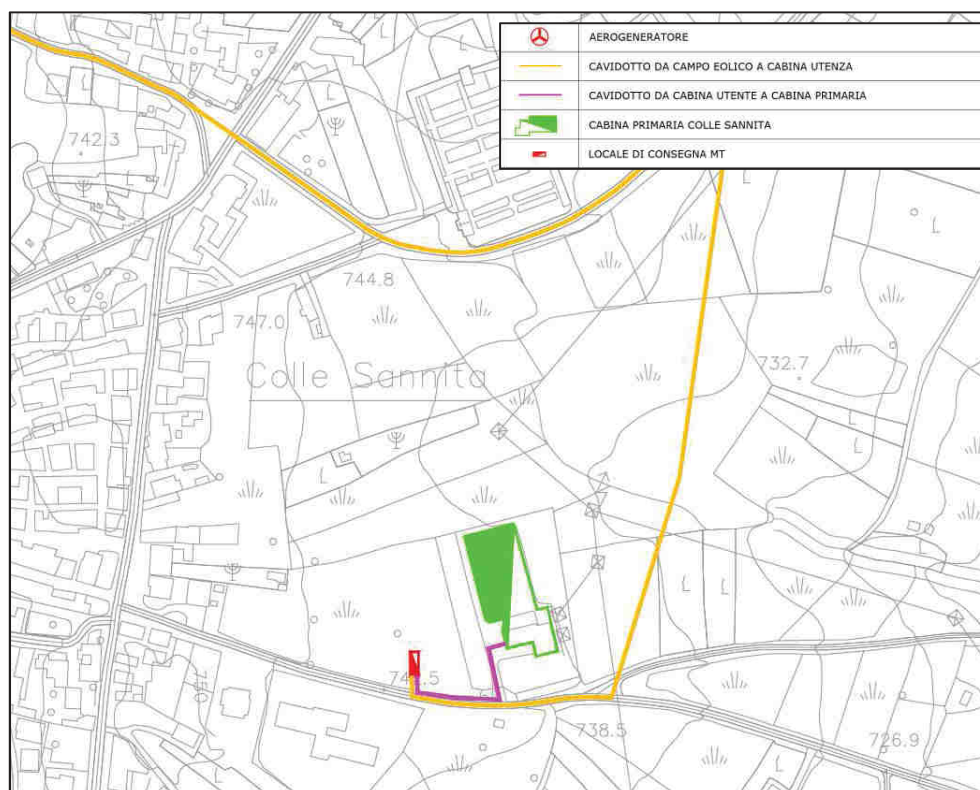 AEROGENERATORE
CAVIDOTTO DA CAMPO EOLICO A CABINA UTENZA
CAVIDOTTO DA CABINA UTENTE A CABINA PRIMARIA
CABINA PRIMARIA COLLE SANNITA
LOCALE DI CONSEGNA MT
742.3
744.8
747.0
732.7
Colle Sannita
738.5
726.9